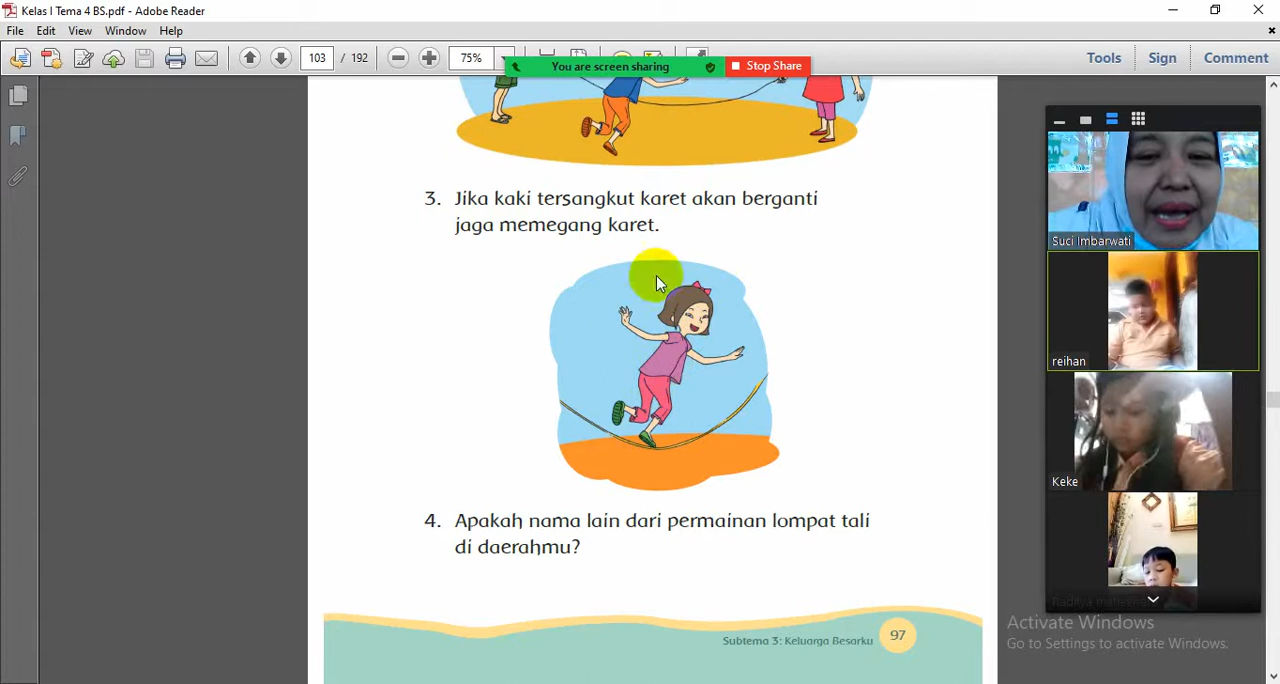 Kelas I Tema 4 BS.pdf - Adobe Reader
File Edit View Window Help
103 / 192
75%
Tools Sign Comment
You are screen sharing
Stop Share
3. Jika kaki tersangkut karet akan berganti
jaga memegang karet.
4. Apakah nama lain dari permainan lompat tali
di daerahmu?
Subtema 3: Keluarga Besarku 97
Suci Imbarwati
reihan
Keke
Activate Windows
Go to Settings to activate Windows.